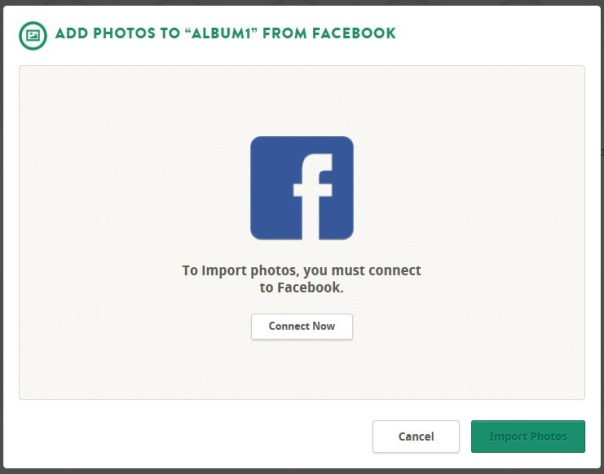 ADD PHOTOS TO “ALBUM1” FROM FACEBOOK
f
To Import photos, you must connect
to Facebook.
Connect Now
Cancel
Import Photos